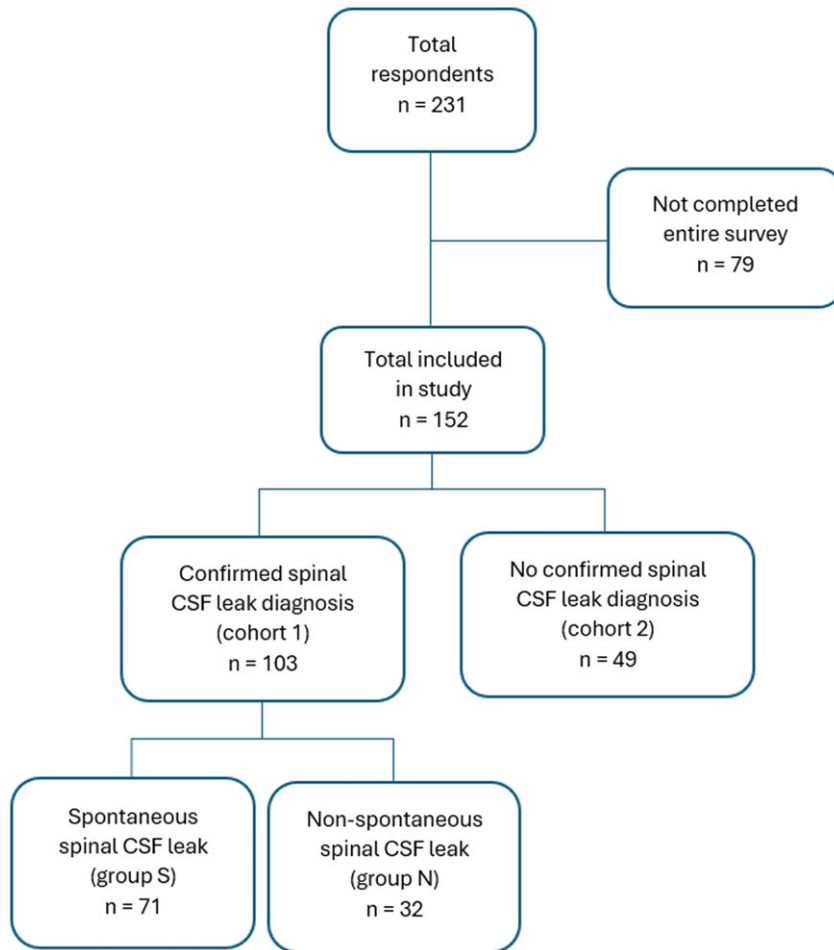 Total
respondents
n = 231
Not completed
entire survey
n = 79
Total included
in study
n = 152
Confirmed spinal
CSF leak diagnosis
(cohort 1)
n = 103
No confirmed spinal
CSF leak diagnosis
(cohort 2)
n = 49
Spontaneous
spinal CSF leak
(group S)
n = 71
Non-spontaneous
spinal CSF leak
(group N)
n = 32